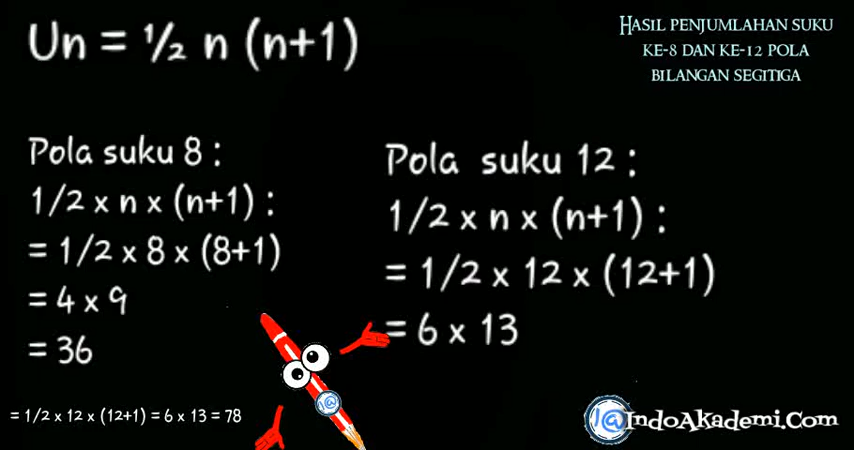 Un = ½ n (n+1)
Hasil penjumlahan suku
ke-8 dan ke-12 pola
bilangan segitiga
Pola suku 8 :
1/2 x n x (n+1) :
= 1/2 x 8 x (8+1)
= 4 x 9
= 36
Pola suku 12 :
1/2 x n x (n+1) :
= 1/2 x 12 x (12+1)
= 6 x 13
= 1/2 x 12 x (12+1) = 6 x 13 = 78
1@
1@IndoAkademi.Com